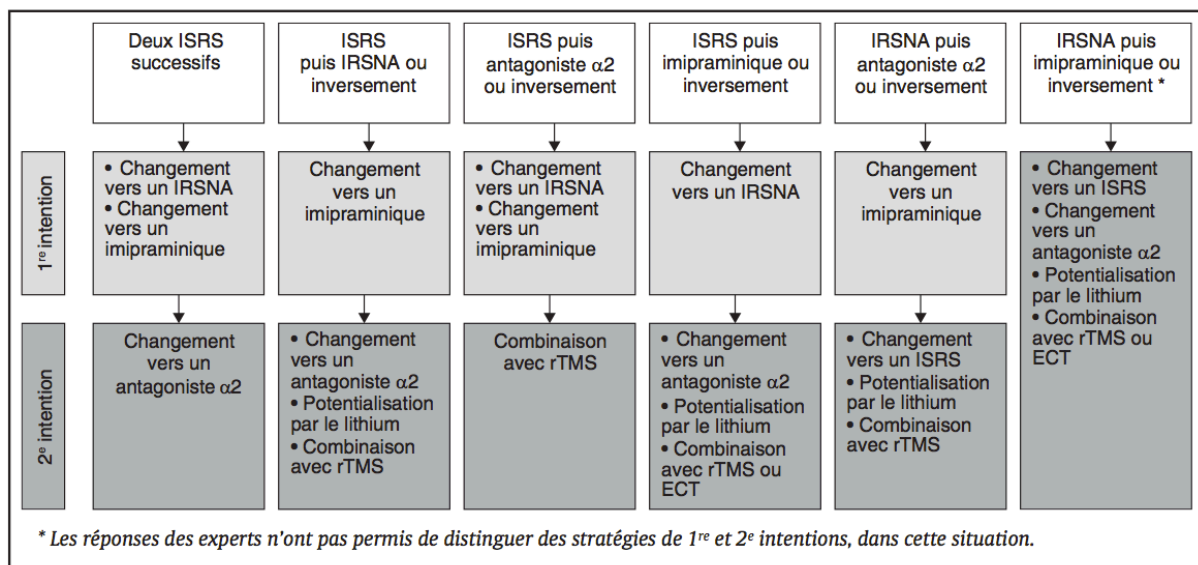 Deux ISRS
successifs
ISRS
puis IRSNA ou
inversement
ISRS puis
antagoniste α2
ou inversement
ISRS puis
imipraminique ou
inversement
IRSNA puis
antagoniste α2
ou inversement
IRSNA puis
imipraminique ou
inversement *
1re intention
• Changement
vers un IRSNA
• Changement
vers un
imipraminique
Changement
vers un
imipraminique
• Changement
vers un IRSNA
• Changement
vers un
imipraminique
Changement
vers un IRSNA
Changement
vers un
imipraminique
• Changement
vers un ISRS
• Changement
vers un
antagoniste α2
• Potentialisation
par le lithium
• Combinaison
avec rTMS ou
ECT
2e intention
Changement
vers un
antagoniste α2
• Changement
vers un
antagoniste α2
• Potentialisation
par le lithium
• Combinaison
avec rTMS
Combinaison
avec rTMS
• Changement
vers un
antagoniste α2
• Potentialisation
par le lithium
• Combinaison
avec rTMS ou
ECT
• Changement
vers un ISRS
• Potentialisation
par le lithium
• Combinaison
avec rTMS
* Les réponses des experts n’ont pas permis de distinguer des stratégies de 1re et 2e intentions, dans cette situation.